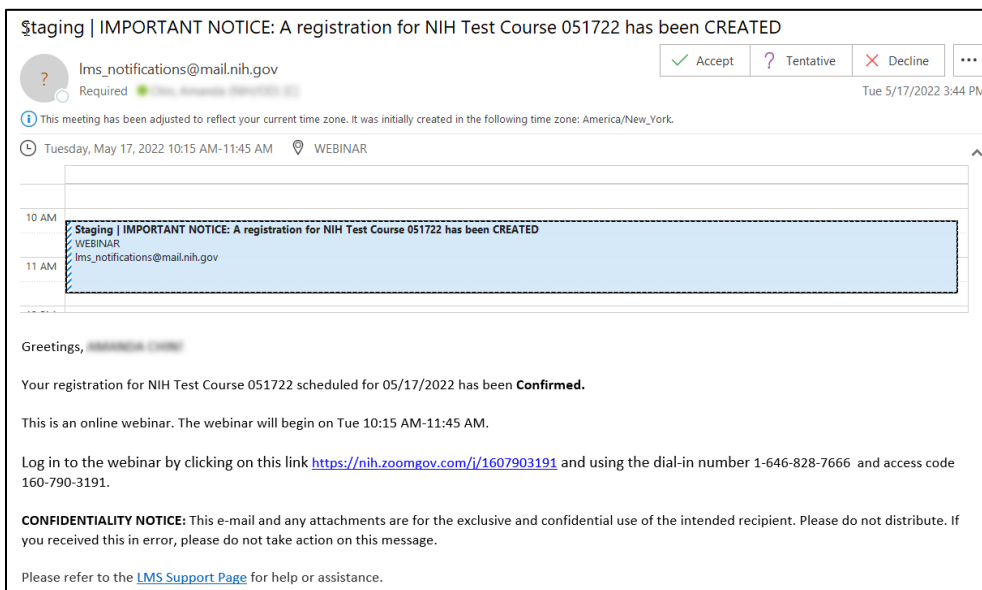 Staging | IMPORTANT NOTICE: A registration for NIH Test Course 051722 has been CREATED
?
lms_notifications@mail.nih.gov
Required
Accept
? Tentative
Decline
...
Tue 5/17/2022 3:44 PM
This meeting has been adjusted to reflect your current time zone. It was initially created in the following time zone: America/New_York.
Tuesday, May 17, 2022 10:15 AM-11:45 AM WEBINAR
10 AM
Staging | IMPORTANT NOTICE: A registration for NIH Test Course 051722 has been CREATED
WEBINAR
lms_notifications@mail.nih.gov
11 AM
Greetings,
Your registration for NIH Test Course 051722 scheduled for 05/17/2022 has been Confirmed.
This is an online webinar. The webinar will begin on Tue 10:15 AM-11:45 AM.
Log in to the webinar by clicking on this link https://nih.zoomgov.com/j/1607903191 and using the dial-in number 1-646-828-7666 and access code
160-790-3191.
CONFIDENTIALITY NOTICE: This e-mail and any attachments are for the exclusive and confidential use of the intended recipient. Please do not distribute. If
you received this in error, please do not take action on this message.
Please refer to the LMS Support Page for help or assistance.